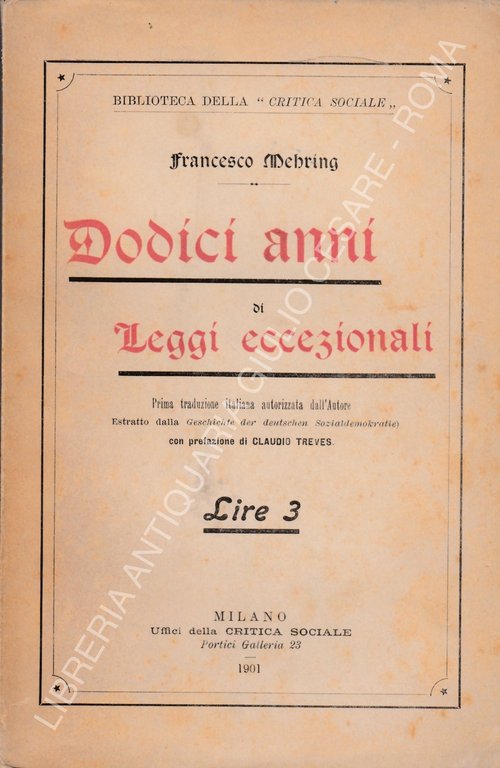 BIBLIOTECA DELLA “ CRITICA SOCIALE „
Francesco Mehring
Dodici anni
di
Leggi eccezionali
Prima traduzione italiana autorizzata dall'Autore
Estratto dalla Geschichte der deutschen Sozialdemokratie)
con prefazione di CLAUDIO TREVES.
Lire 3
MILANO
Uffici della CRITICA SOCIALE
Portici Galleria 23
1901
LIBRERIA ANTIQUARIA GIULIO CESARE - ROMA